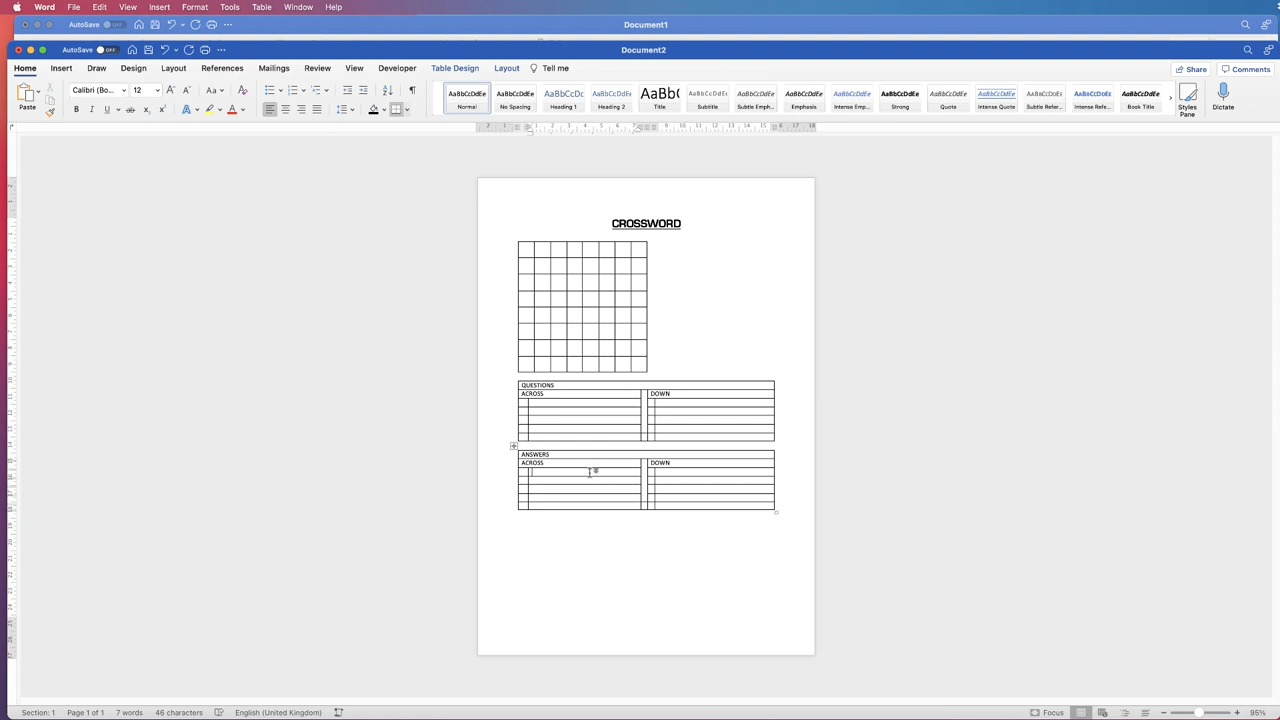 Word File Edit View Insert Format Tools Table Window Help
AutoSave OFF Document1
AutoSave OFF Document2
Home Insert Draw Design Layout References Mailings Review View Developer Table Design Layout Tell me Share Comments
Paste Calibri (Bo... 12 Aa AaBbCcDdEe AaBbCcDdEe AaBbCcDc AaBbCcDdEe AaBbC AaBbCcDdEe AaBbCcDdEe AaBbCcDdEe AaBbCcDdEe AaBbCcDdEe AaBbCcDdEe AaBbCcDdEe AaBbCcDdEe AaBbCcDdEe AaBbCcDdEe
Normal No Spacing Heading 1 Heading 2 Title Subtitle Subtle Emph... Emphasis Intense Emp... Strong Quote Intense Quote Subtle Refer... Intense Refe... Book Title Styles Pane Dictate
CROSSWORD
QUESTIONS
ACROSS DOWN
ANSWERS
ACROSS DOWN
Section: 1 Page 1 of 1 7 words 46 characters English (United Kingdom) Focus 95%